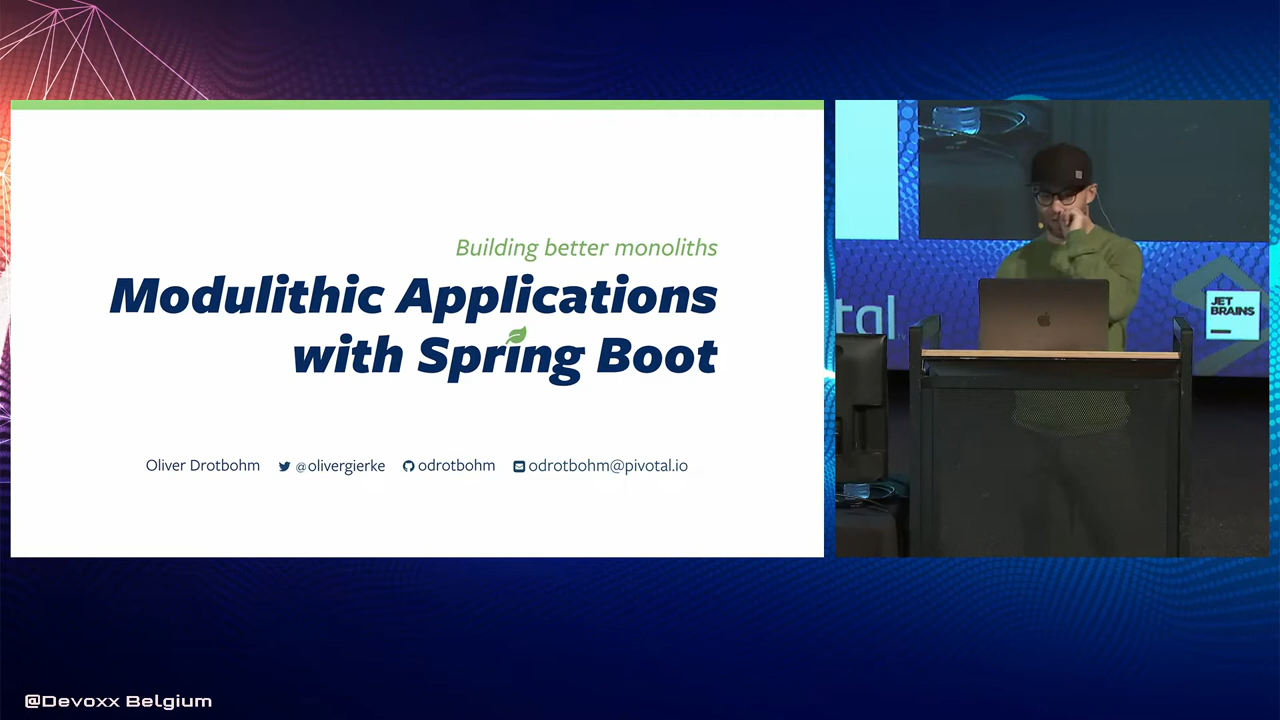 Building better monoliths
Modulithic Applications
with Spring Boot
Oliver Drotbohm @olivergierke odrotbohm odrotbohm@pivotal.io
JET
BRAINS
@Devoxx Belgium